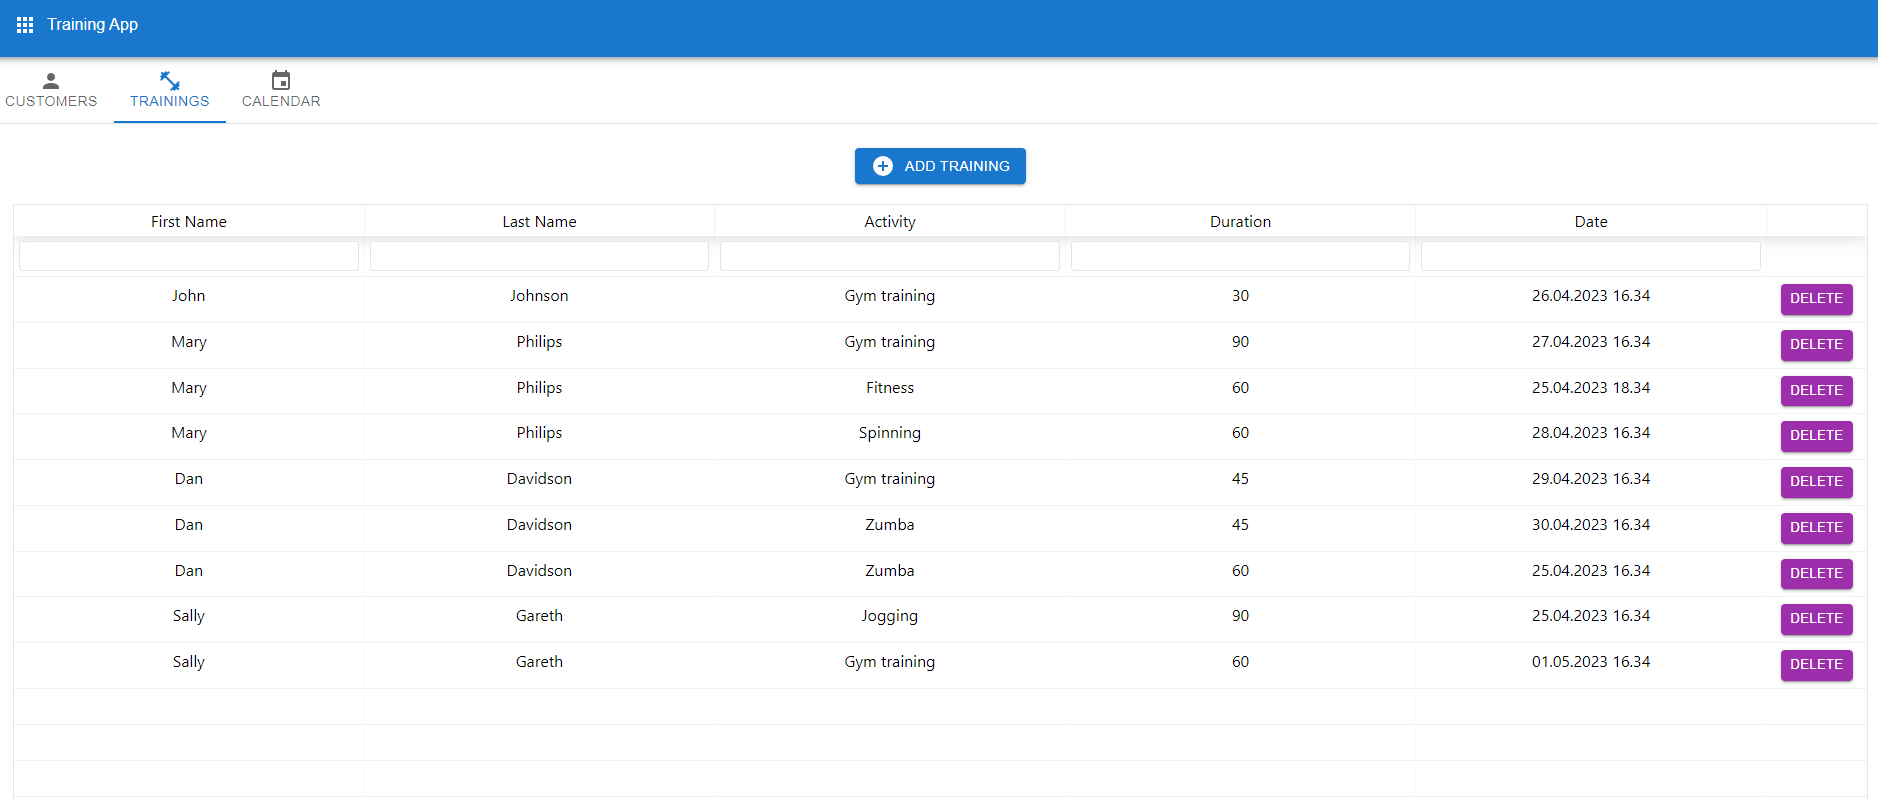 Training App
CUSTOMERS TRAININGS CALENDAR
ADD TRAINING
First Name Last Name Activity Duration Date
John Johnson Gym training 30 26.04.2023 16.34 DELETE
Mary Philips Gym training 90 27.04.2023 16.34 DELETE
Mary Philips Fitness 60 25.04.2023 18.34 DELETE
Mary Philips Spinning 60 28.04.2023 16.34 DELETE
Dan Davidson Gym training 45 29.04.2023 16.34 DELETE
Dan Davidson Zumba 45 30.04.2023 16.34 DELETE
Dan Davidson Zumba 60 25.04.2023 16.34 DELETE
Sally Gareth Jogging 90 25.04.2023 16.34 DELETE
Sally Gareth Gym training 60 01.05.2023 16.34 DELETE